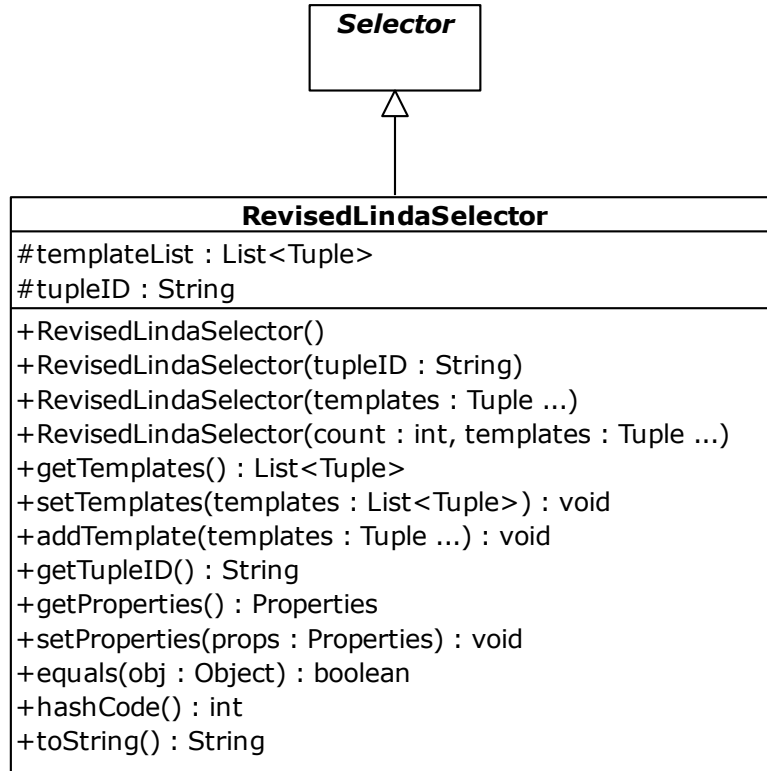 Selector
RevisedLindaSelector
#templateList : List<Tuple>
#tupleID : String
+RevisedLindaSelector()
+RevisedLindaSelector(tupleID : String)
+RevisedLindaSelector(templates : Tuple ...)
+RevisedLindaSelector(count : int, templates : Tuple ...)
+getTemplates() : List<Tuple>
+setTemplates(templates : List<Tuple>) : void
+addTemplate(templates : Tuple ...) : void
+getTupleID() : String
+getProperties() : Properties
+setProperties(props : Properties) : void
+equals(obj : Object) : boolean
+hashCode() : int
+toString() : String